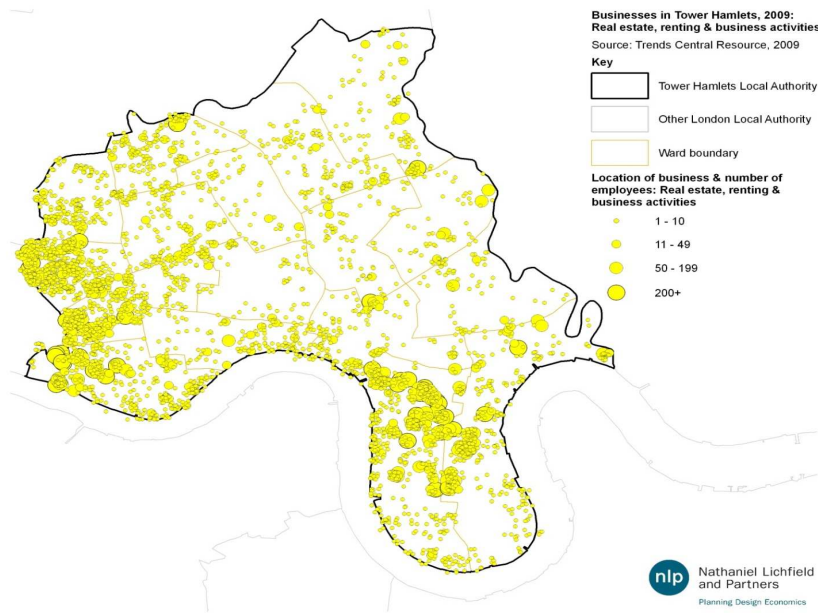 Businesses in Tower Hamlets, 2009:
Real estate, renting & business activities
Source: Trends Central Resource, 2009
Key
Tower Hamlets Local Authority
Other London Local Authority
Ward boundary
Location of business & number of
employees: Real estate, renting &
business activities
1 - 10
11 - 49
50 - 199
200+
nlp
Nathaniel Lichfield
and Partners
Planning Design Economics